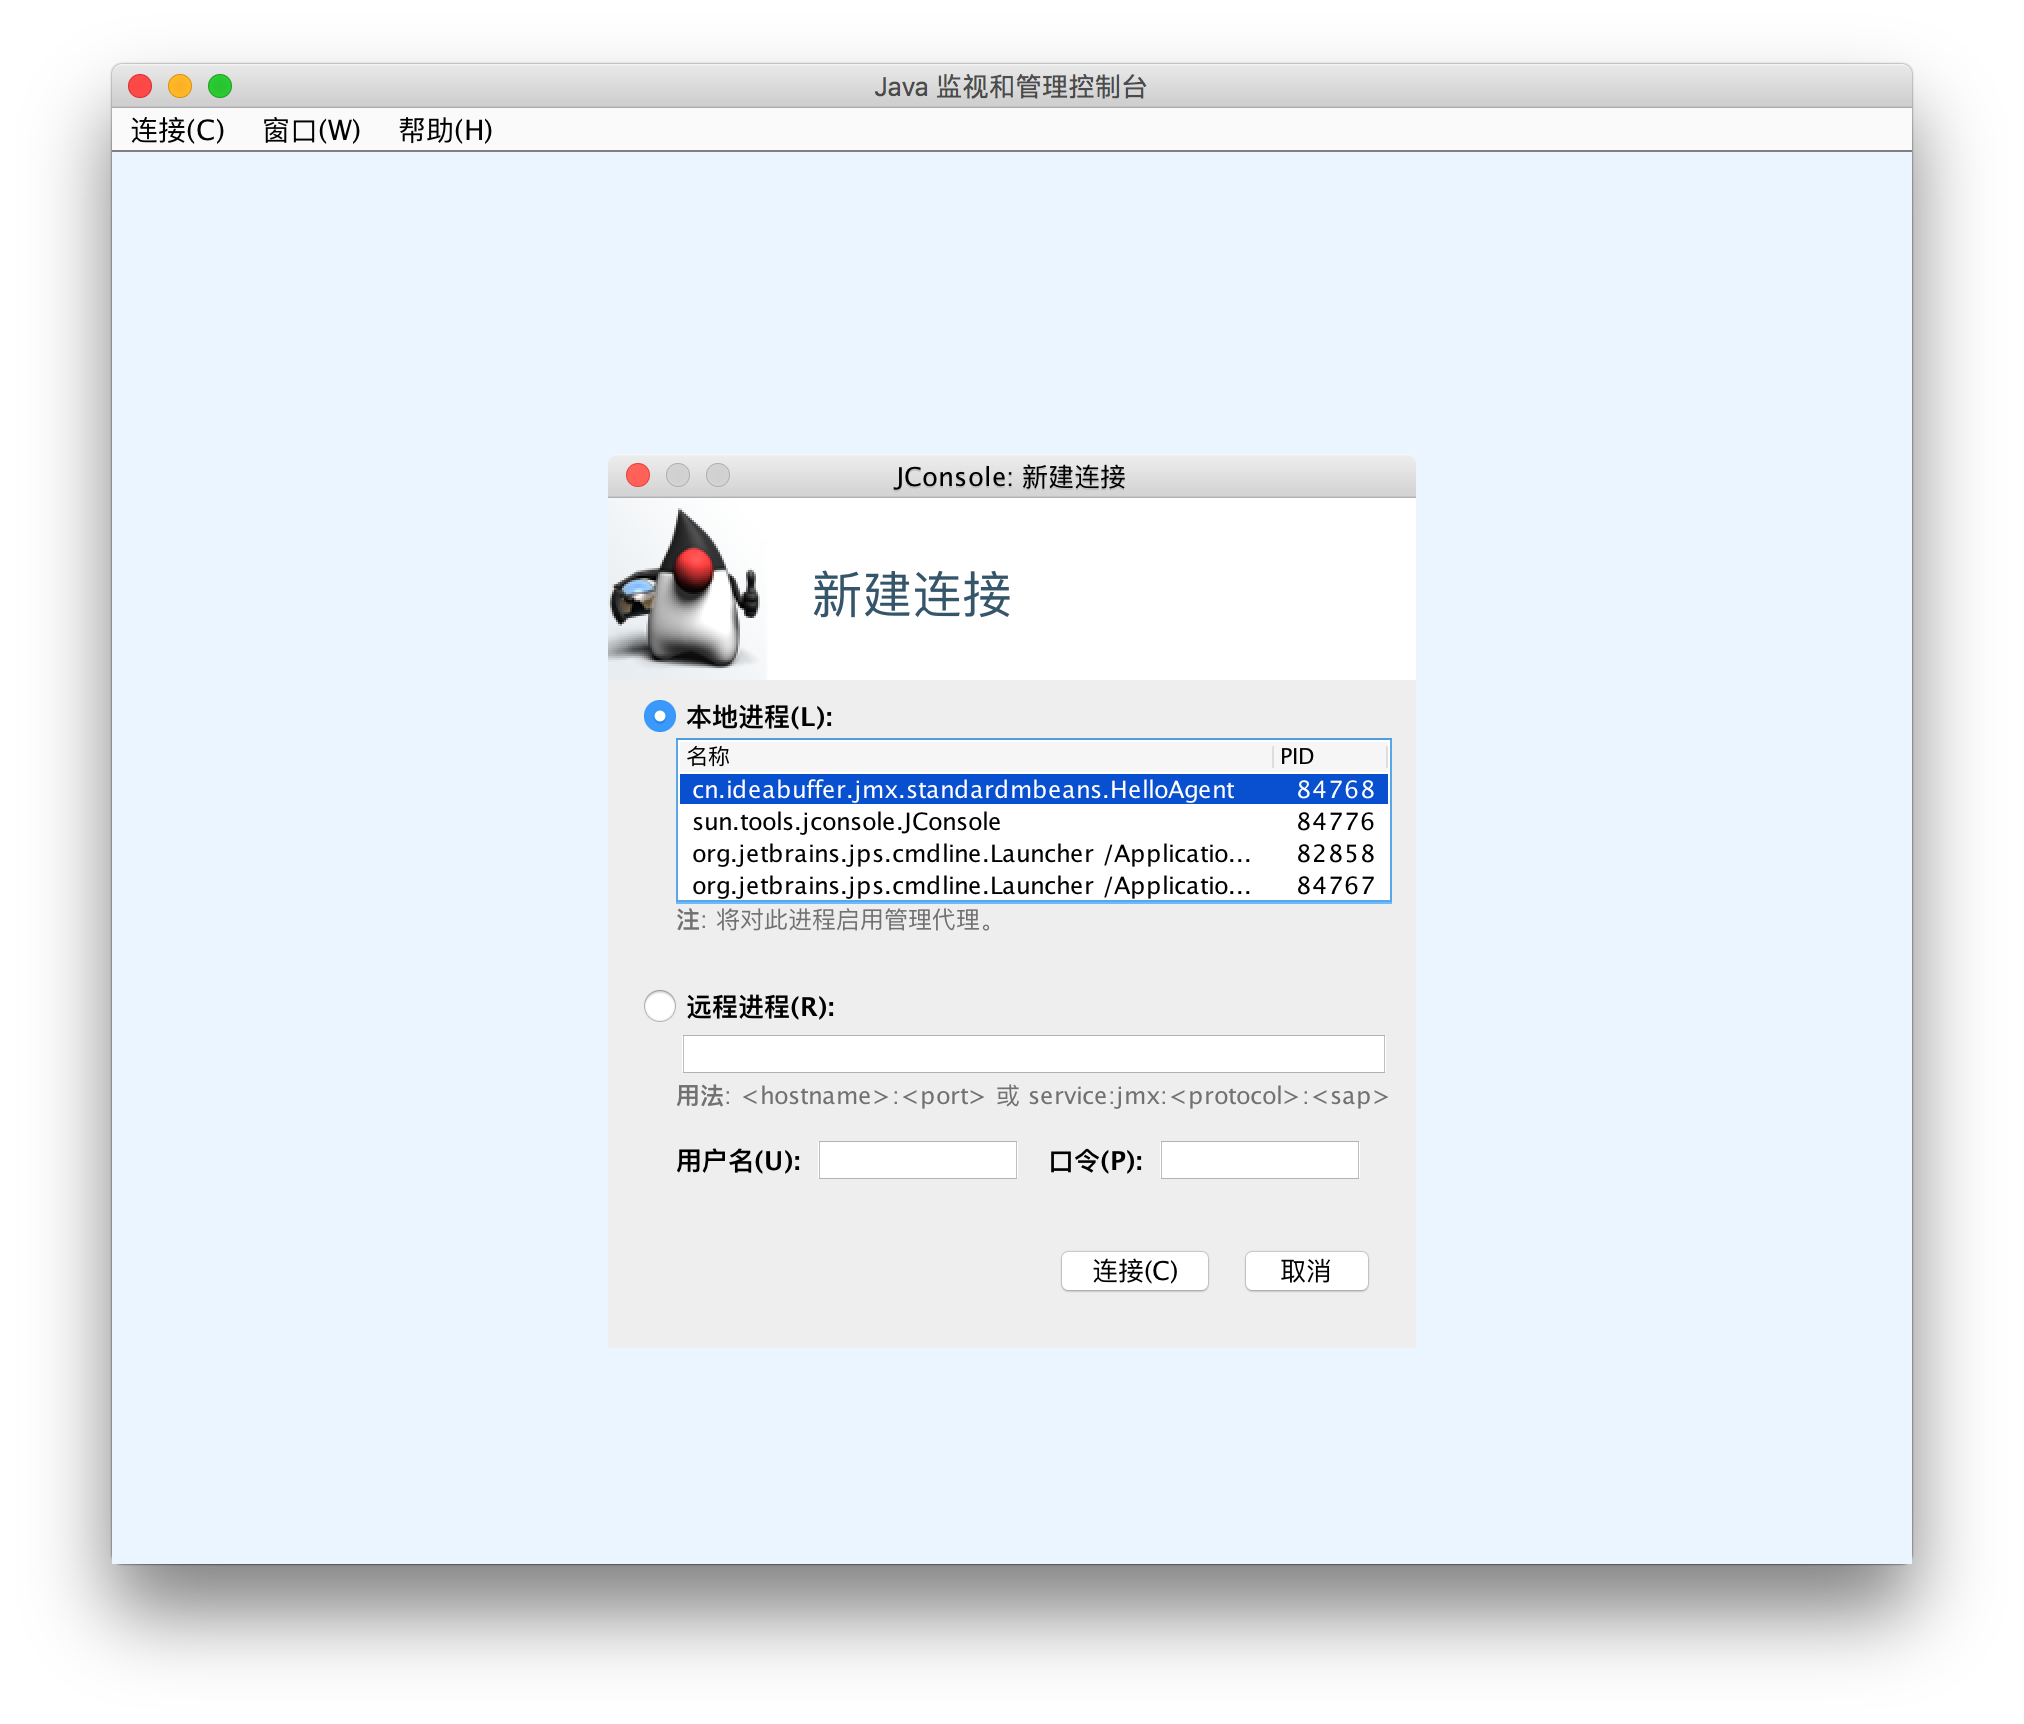 Java 监视和管理控制台
连接(C) 窗口(W) 帮助(H)
JConsole: 新建连接
新建连接
本地进程(L):
名称 PID
cn.ideabuffer.jmx.standardmbeans.HelloAgent 84768
sun.tools.jconsole.JConsole 84776
org.jetbrains.jps.cmdline.Launcher /Applicatio... 82858
org.jetbrains.jps.cmdline.Launcher /Applicatio... 84767
注: 将对此进程启用管理代理。
远程进程(R):
用法: <hostname>:<port> 或 service:jmx:<protocol>:<sap>
用户名(U): 口令(P):
连接(C) 取消